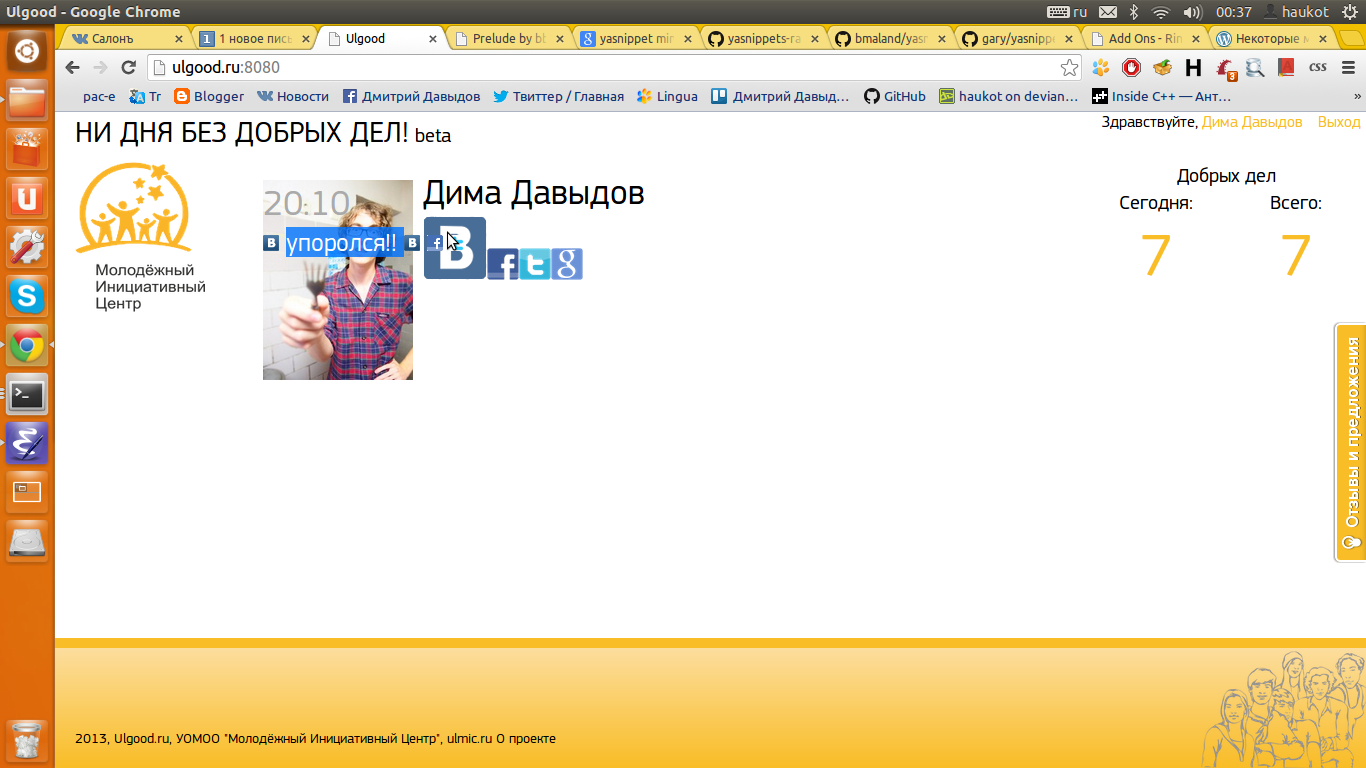 Ulgood - Google Chrome
ru
00:37
haukot
Салонъ
1 новое пись
Ulgood
Prelude by bb
yasnippet mir
yasnippets-ra
bmaland/yasn
gary/yasnippe
Add Ons - Rin
Некоторые м
ulgood.ru:8080
3
css
pac-e
Tr
Blogger
Новости
Дмитрий Давыдов
Твиттер / Главная
Lingua
Дмитрий Давыд…
GitHub
haukot on devian…
Inside C++ — Ант…
»
НИ ДНЯ БЕЗ ДОБРЫХ ДЕЛ! beta
Здравствуйте, Дима Давыдов Выход
Молодёжный
Инициативный
Центр
20:10
упоролся!!
Дима Давыдов
Добрых дел
Сегодня: Всего:
7 7
Отзывы и предложения
2013, Ulgood.ru, УОМОО "Молодёжный Инициативный Центр", ulmic.ru О проекте